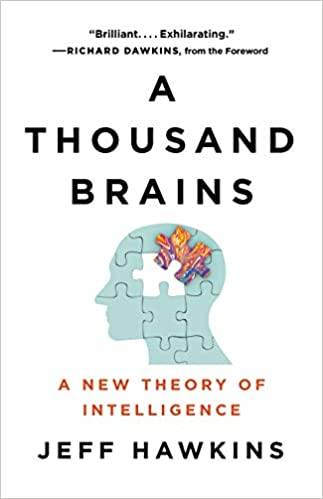 “Brilliant. . . . Exhilarating.”
—RICHARD DAWKINS, from the Foreword
A
THOUSAND
BRAINS
A NEW THEORY OF
INTELLIGENCE
JEFF HAWKINS